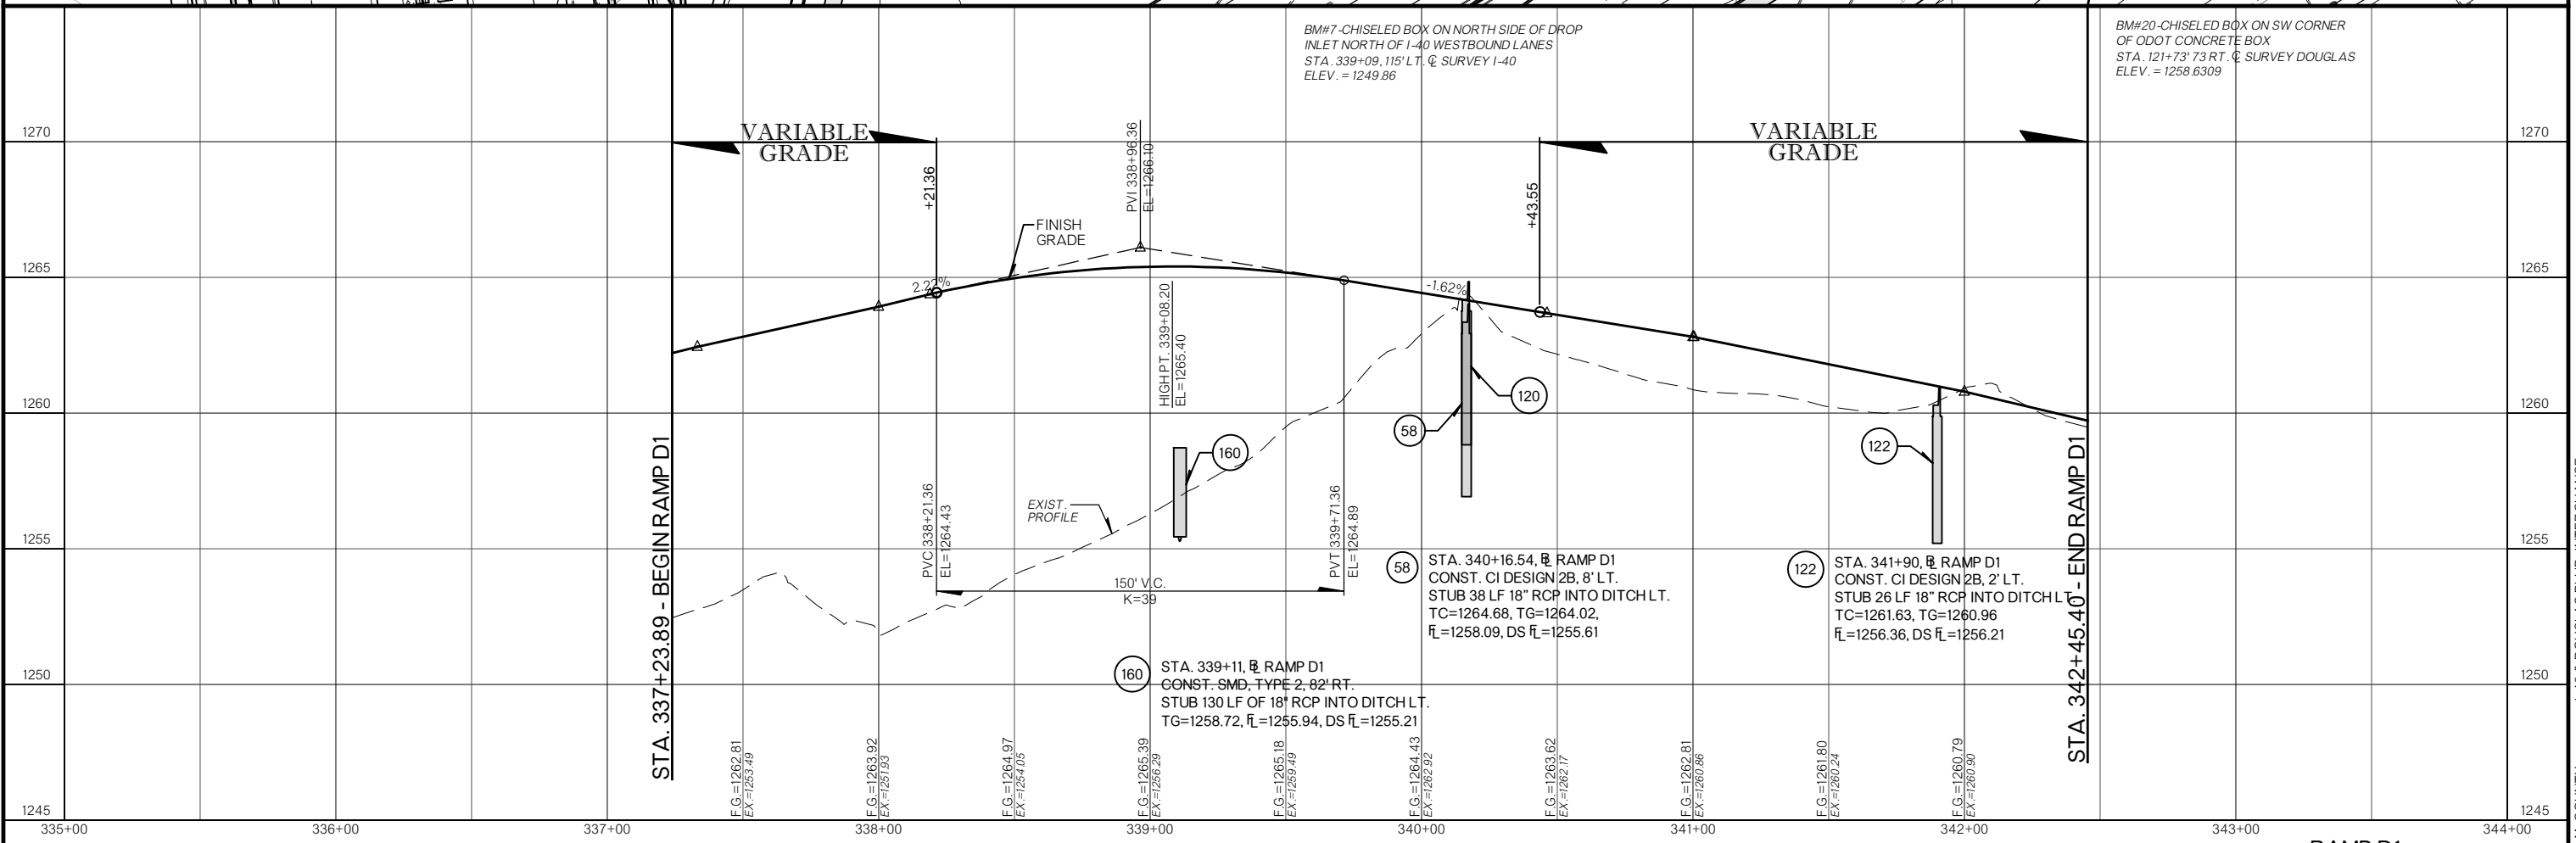 BM#7-CHISELED BOX ON NORTH SIDE OF DROP
INLET NORTH OF I-40 WESTBOUND LANES
STA. 339+09, 115' LT. ℄ SURVEY I-40
ELEV. = 1249.86
BM#20-CHISELED BOX ON SW CORNER
OF ODOT CONCRETE BOX
STA. 121+73' 73 RT. ℄ SURVEY DOUGLAS
ELEV. = 1258.6309
1270
VARIABLE
GRADE
+21.36
PVI 338+96.36
EL=1266.10
+43.55
VARIABLE
GRADE
1270
FINISH
GRADE
1265
2.22%
-1.62%
1265
HIGH PT. 339+08.20
EL=1265.40
1260
120
58
160
122
1260
STA. 337+23.89 - BEGIN RAMP D1
PVC 338+21.36
EL=1264.43
EXIST.
PROFILE
PVT 339+71.36
EL=1264.89
STA. 342+45.40 - END RAMP D1
1255
1255
150' V.C.
K=39
58
STA. 340+16.54, BL RAMP D1
CONST. CI DESIGN 2B, 8' LT.
STUB 38 LF 18" RCP INTO DITCH LT.
TC=1264.68, TG=1264.02,
FL=1258.09, DS FL=1255.61
122
STA. 341+90, BL RAMP D1
CONST. CI DESIGN 2B, 2' LT.
STUB 26 LF 18" RCP INTO DITCH LT.
TC=1261.63, TG=1260.96
FL=1256.36, DS FL=1256.21
160
STA. 339+11, BL RAMP D1
CONST. SMD, TYPE 2, 82' RT.
STUB 130 LF OF 18" RCP INTO DITCH LT.
TG=1258.72, FL=1255.94, DS FL=1255.21
1250
1250
F.G.=1262.81
EX.=1253.49
F.G.=1263.92
EX.=1251.93
F.G.=1264.97
EX.=1254.05
F.G.=1265.39
EX.=1256.29
F.G.=1265.18
EX.=1259.49
F.G.=1264.43
EX.=1262.92
F.G.=1263.62
EX.=1262.17
F.G.=1262.81
EX.=1260.86
F.G.=1261.80
EX.=1260.24
F.G.=1260.79
EX.=1260.90
1245
1245
335+00
336+00
337+00
338+00
339+00
340+00
341+00
342+00
343+00
344+00
RAMP D1